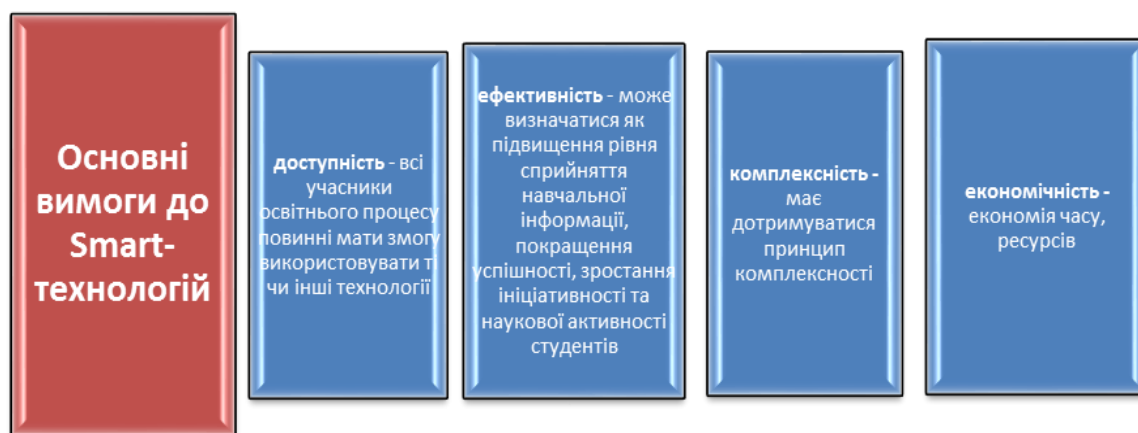 Основні
вимоги до
Smart-
технологій
доступність - всі
учасники
освітнього процесу
повинні мати змогу
використовувати ті
чи інші технології
ефективність - може
визначатися як
підвищення рівня
сприйняття
навчальної
інформації,
покращення
успішності, зростання
ініціативності та
наукової активності
студентів
комплексність -
має
дотримуватися
принцип
комплексності
економічність -
економія часу,
ресурсів